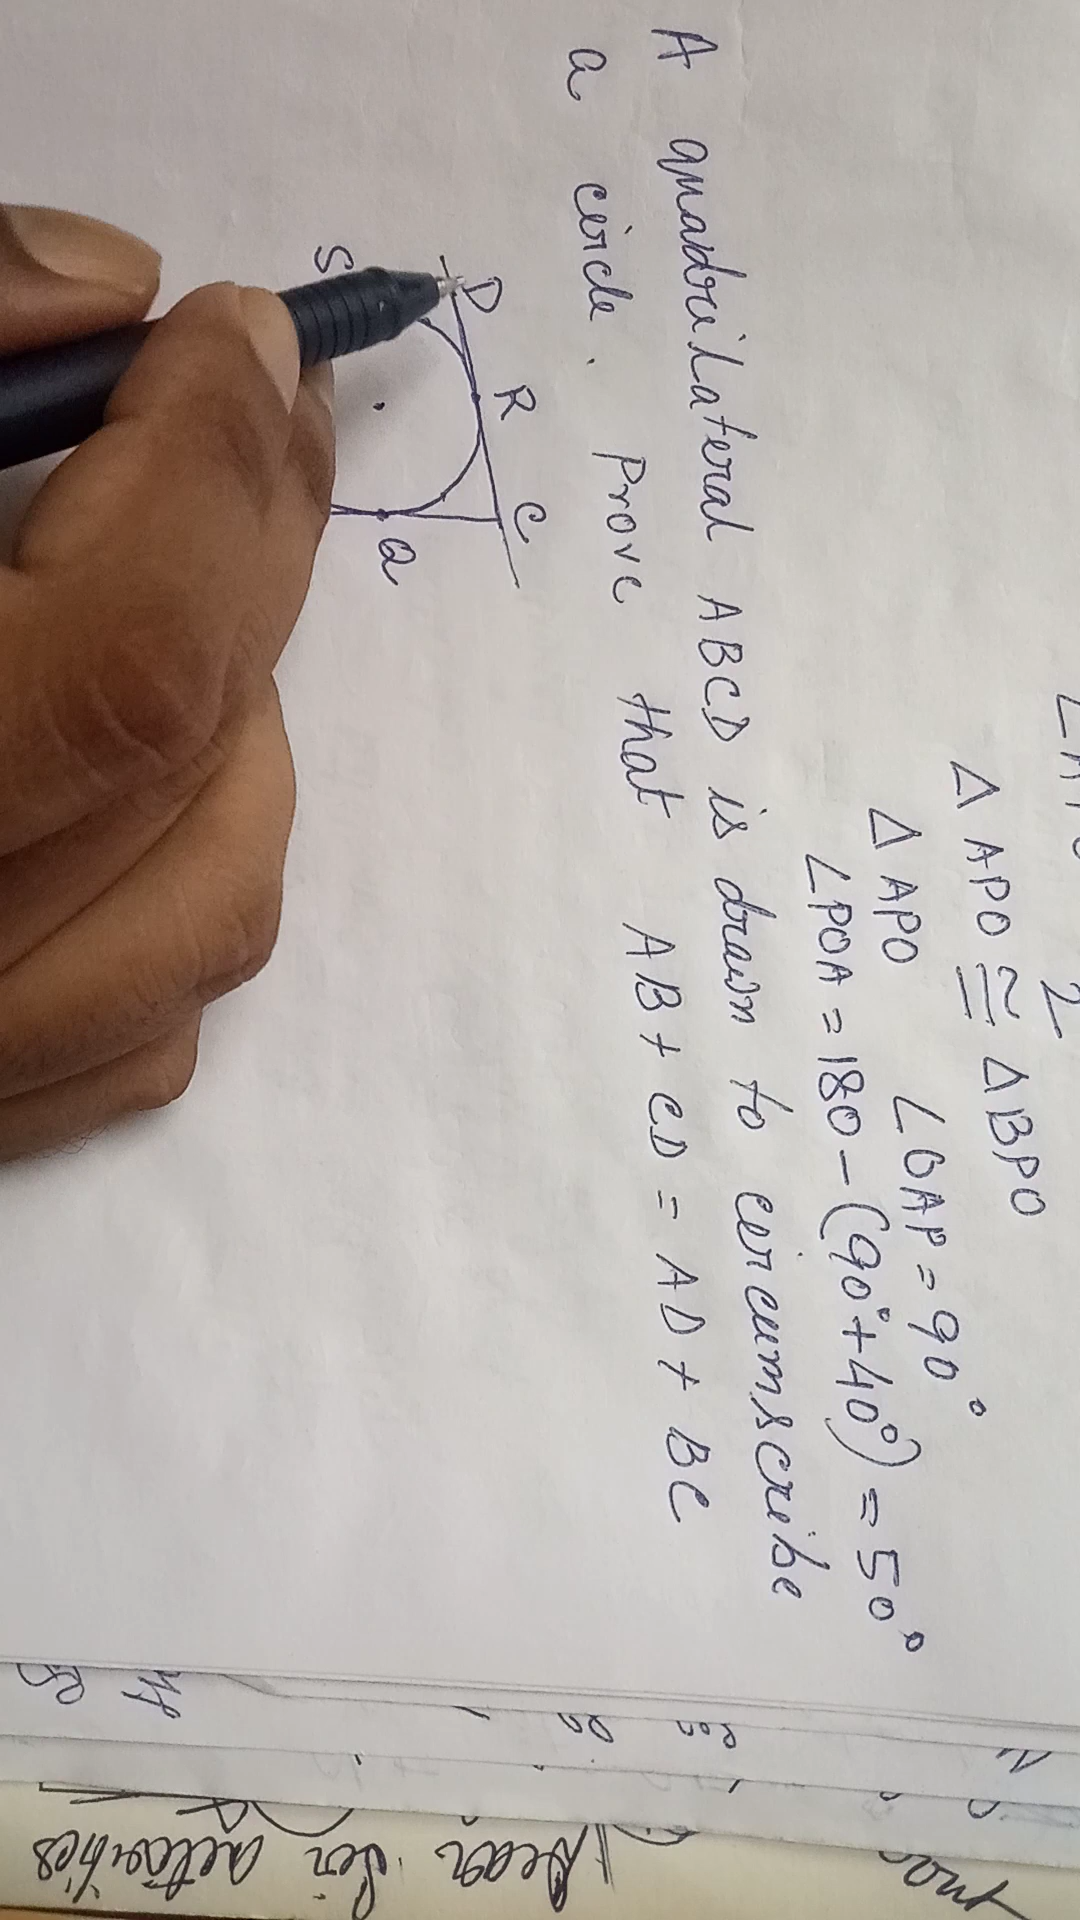 2
△ APO ≅ △ BPO
△ APO ∠OAP = 90°
∠POA = 180 - (90° + 40°) = 50°
A quadrilateral ABCD is drawn to circumscribe
a circle. Prove that AB + CD = AD + BC
D R C
S Q